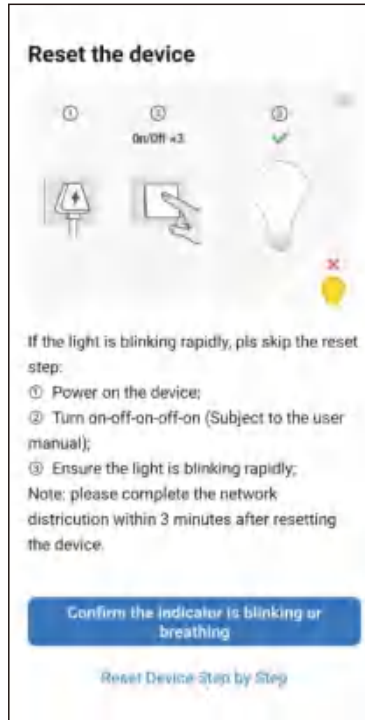 Reset the device
① ② ③
On/Off ×3
If the light is blinking rapidly, pls skip the reset
step:
① Power on the device;
② Turn on-off-on-off-on (Subject to the user
manual);
③ Ensure the light is blinking rapidly;
Note: please complete the network
districution within 3 minutes after resetting
the device.
Confirm the indicator is blinking or
breathing
Reset Device Step by Step